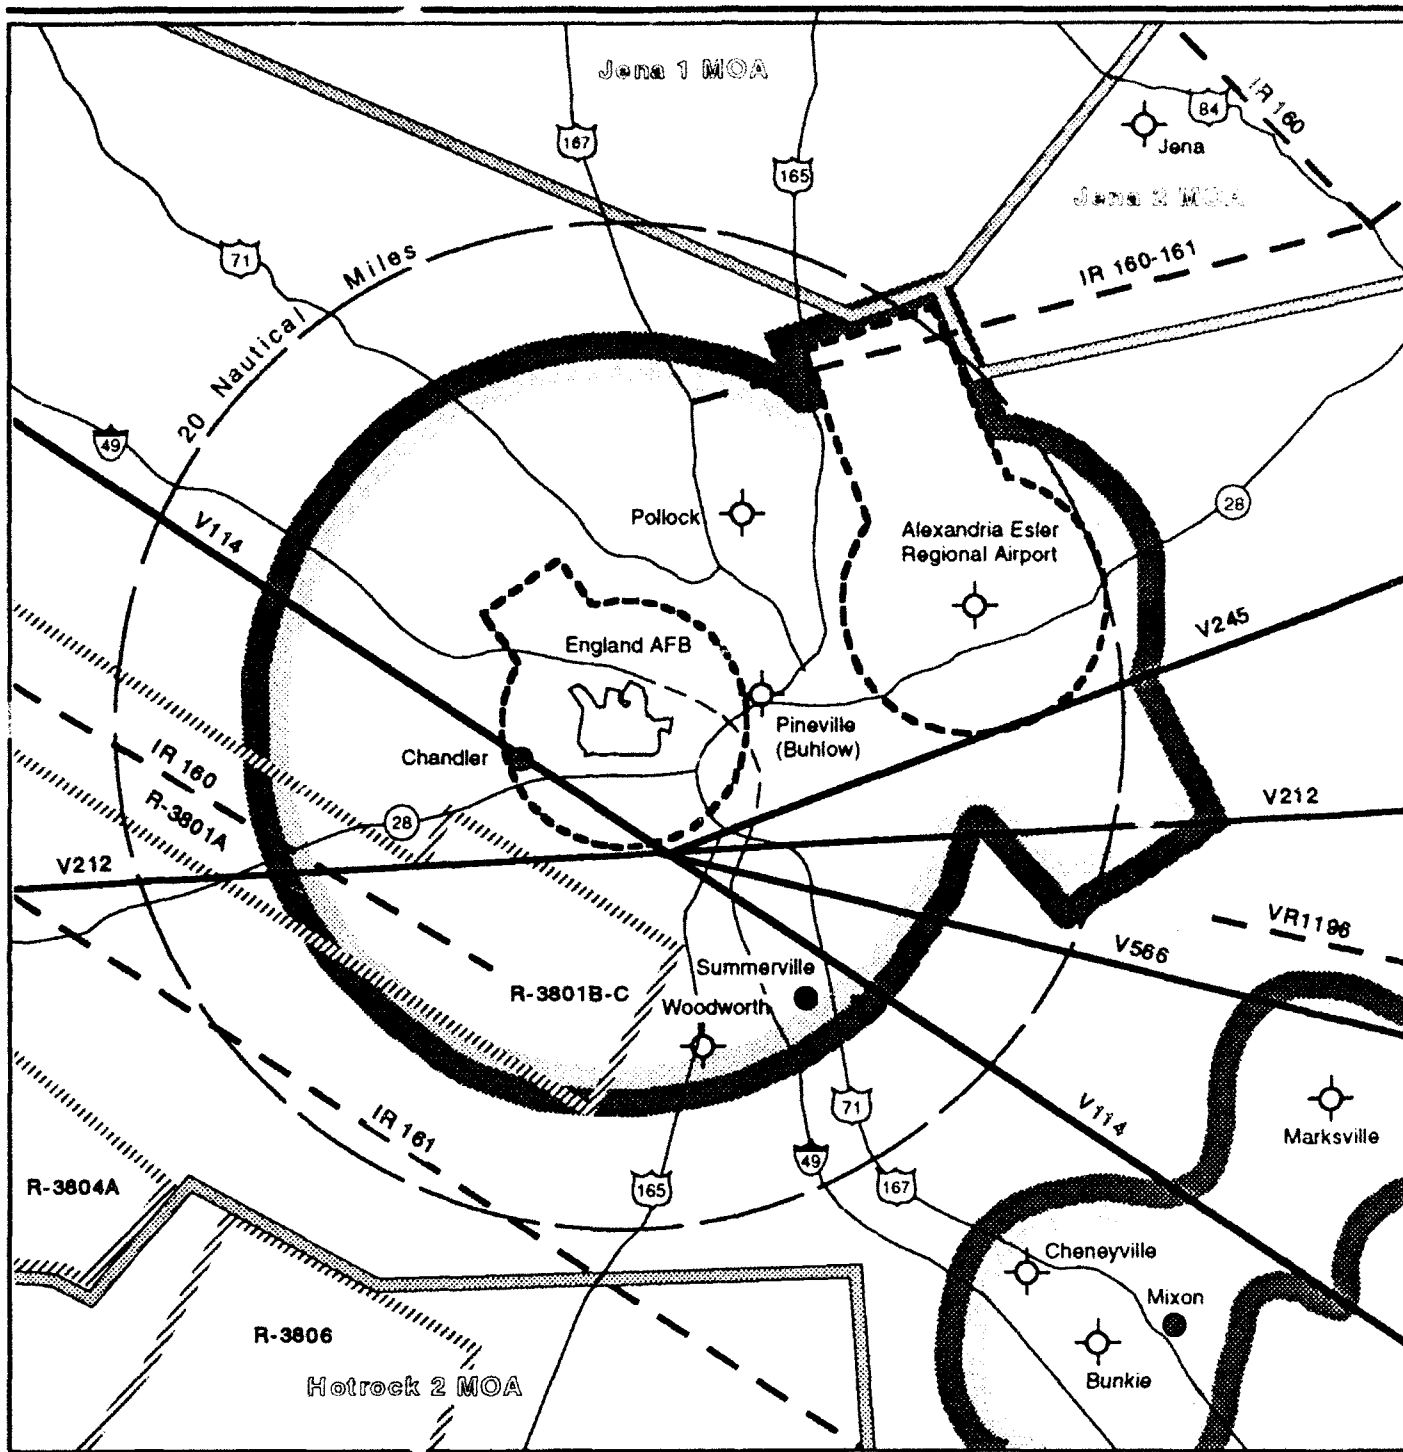 Jena 1 MOA
167
165
84
IR 160
Jena
Jena 2 MOA
71
20 Nautical Miles
IR 160-161
49
V114
Pollock
Alexandria Esler
Regional Airport
28
V245
England AFB
Pineville
(Buhlow)
Chandler
IR 160
R-3801A
28
V212
V212
VR1196
V566
Summerville
R-3801B-C
Woodworth
71
V114
Marksville
IR 161
49
167
165
R-3804A
Cheneyville
Mixon
R-3806
Bunkie
Hotrock 2 MOA